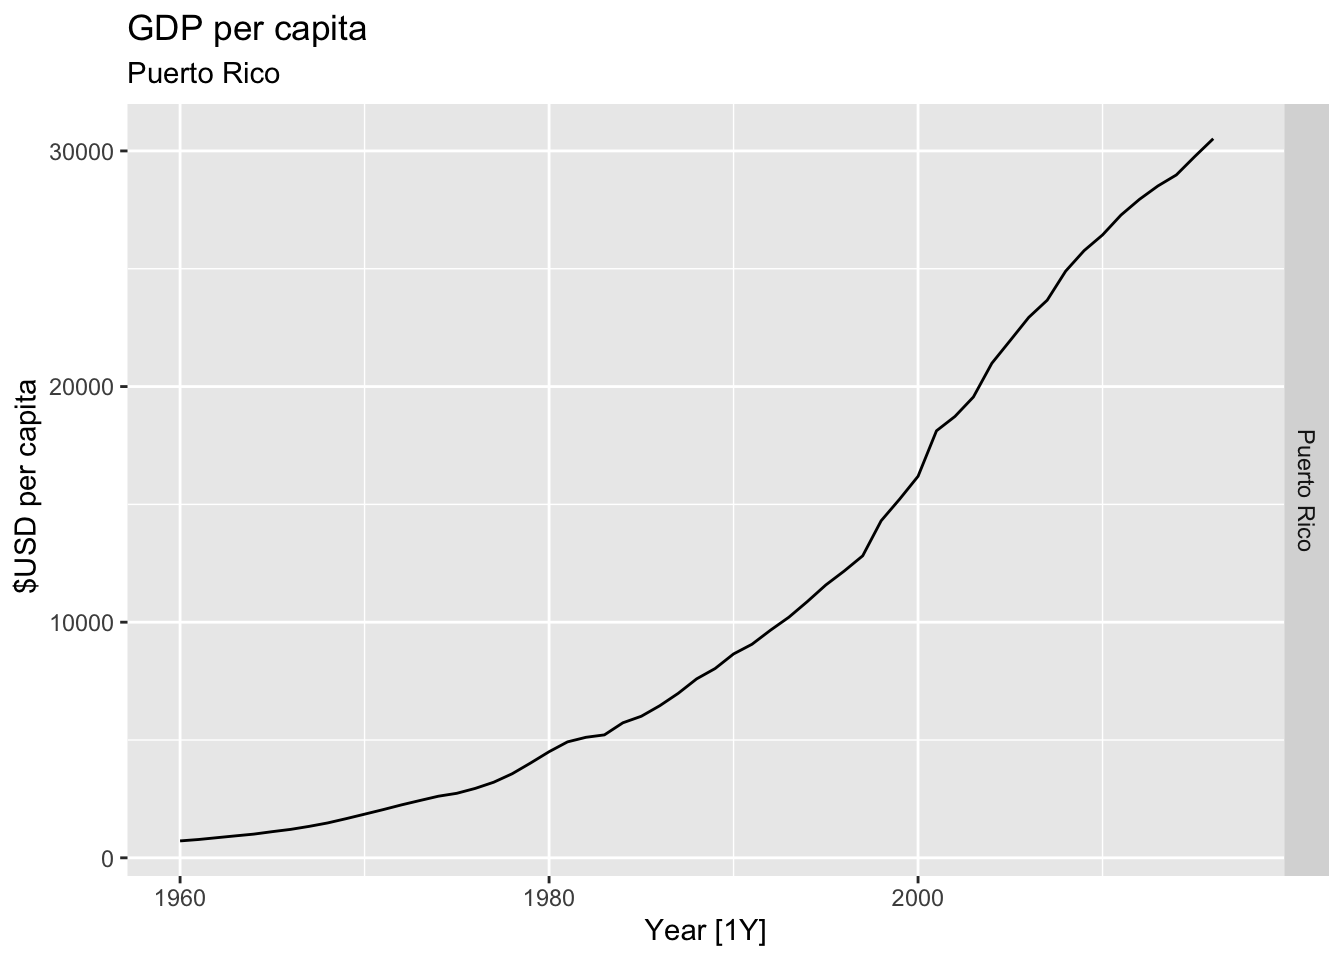 GDP per capita
Puerto Rico
30000
20000
10000
0
$USD per capita
Puerto Rico
1960 1980 2000
Year [1Y]